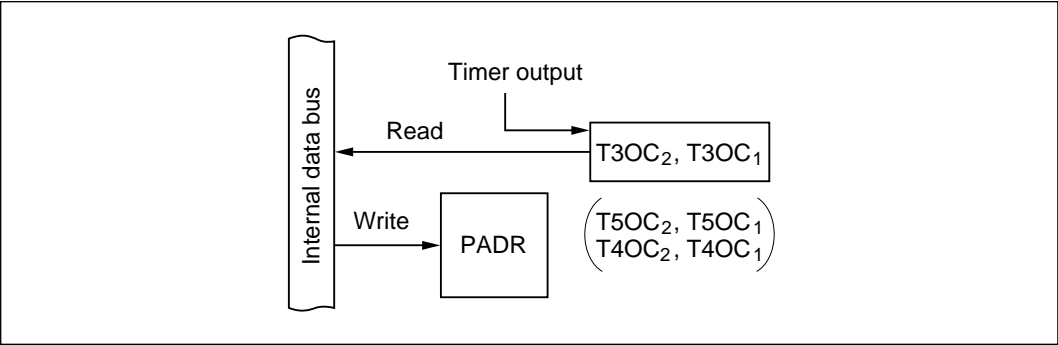 Timer output
Internal data bus
Read
T3OC₂, T3OC₁
Write
PADR
T5OC₂, T5OC₁
T4OC₂, T4OC₁